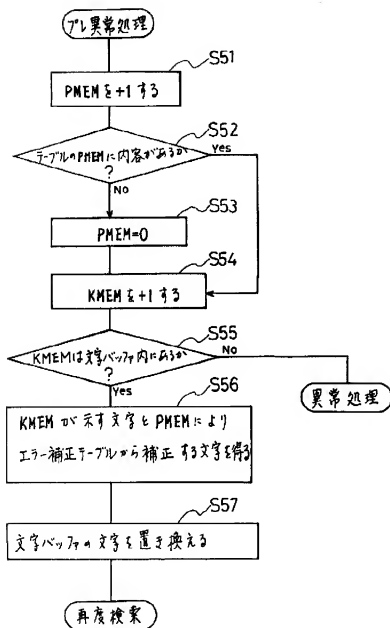 プレ異常処理
S51
PMEMを+1する
S52
テーブルのPMEMに内容があるか
?
Yes
No
S53
PMEM=0
S54
KMEMを+1する
S55
KMEMは文字バッファ内にあるか
?
No
Yes
異常処理
S56
KMEMが示す文字とPMEMにより
エラー補正テーブルから補正する文字を得る
S57
文字バッファの文字を置き換える
再度検索